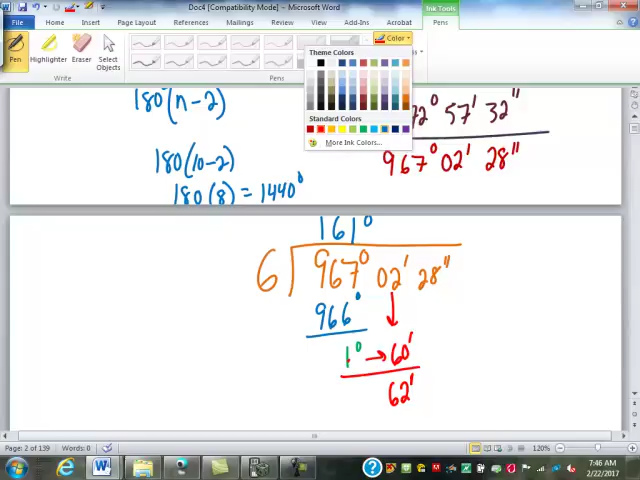 Doc4 [Compatibility Mode] - Microsoft Word
Ink Tools
File Home Insert Page Layout References Mailings Review View Add-Ins Acrobat Pens
Pen Highlighter Eraser Select Objects
Color
Write
Pens
Theme Colors
Standard Colors
More Ink Colors...
180(n-2)
72° 57' 32"
967° 02' 28"
180(10-2)
180(8) = 1440°
161°
6 967° 02' 28"
966°
1° → 60'
62'
Page: 2 of 139 Words: 0 120%
7:46 AM
2/22/2017